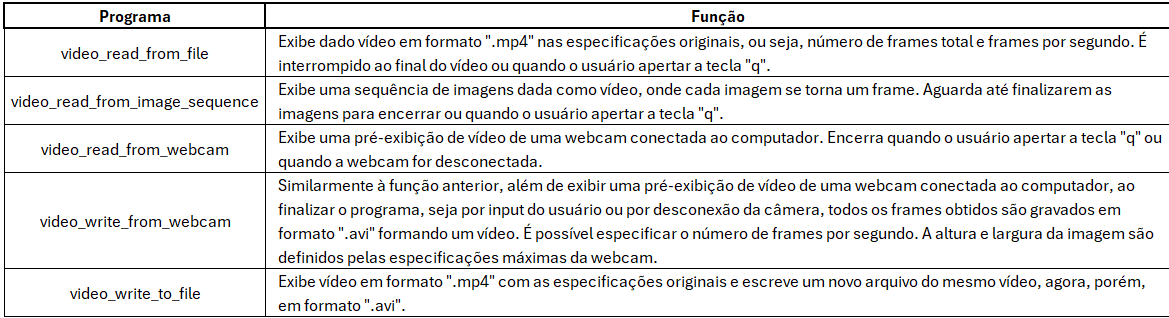 Programa Função
video_read_from_file
Exibe dado vídeo em formato ".mp4" nas especificações originais, ou seja, número de frames total e frames por segundo. É
interrompido ao final do vídeo ou quando o usuário apertar a tecla "q".
video_read_from_image_sequence
Exibe uma sequência de imagens dada como vídeo, onde cada imagem se torna um frame. Aguarda até finalizarem as
imagens para encerrar ou quando o usuário apertar a tecla "q".
video_read_from_webcam
Exibe uma pré-exibição de vídeo de uma webcam conectada ao computador. Encerra quando o usuário apertar a tecla "q" ou
quando a webcam for desconectada.
video_write_from_webcam
Similarmente à função anterior, além de exibir uma pré-exibição de vídeo de uma webcam conectada ao computador, ao
finalizar o programa, seja por input do usuário ou por desconexão da câmera, todos os frames obtidos são gravados em
formato ".avi" formando um vídeo. É possível especificar o número de frames por segundo. A altura e largura da imagem são
definidos pelas especificações máximas da webcam.
video_write_to_file
Exibe vídeo em formato ".mp4" com as especificações originais e escreve um novo arquivo do mesmo vídeo, agora, porém,
em formato ".avi".